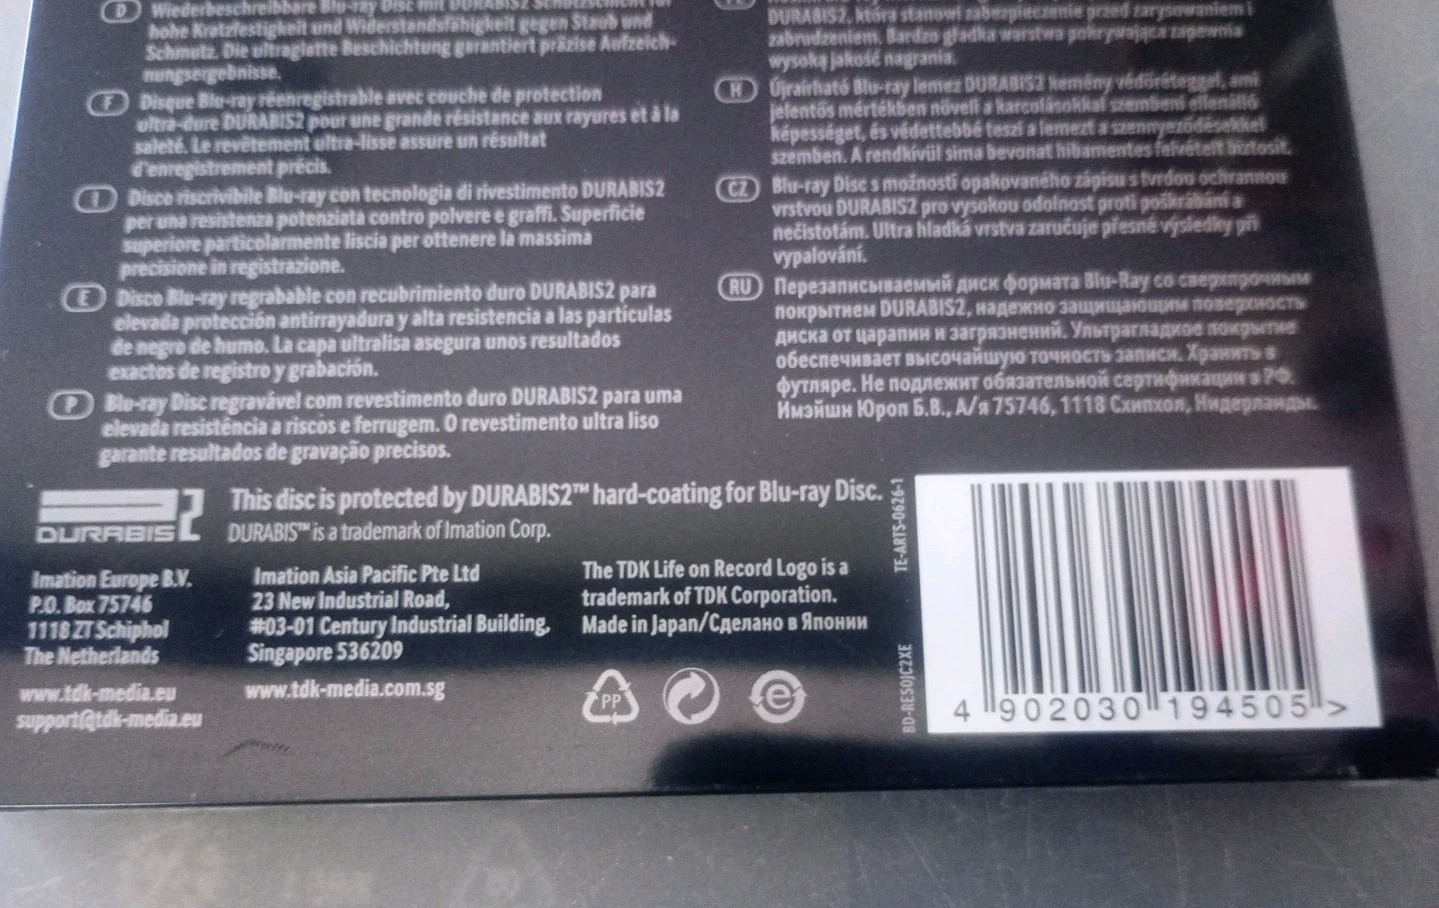 D Wiederbeschreibbare Blu-ray Disc mit DURABIS2 Schutzschicht für
hohe Kratzfestigkeit und Widerstandsfähigkeit gegen Staub und
Schmutz. Die ultraglatte Beschichtung garantiert präzise Aufzeich-
nungsergebnisse.
F Disque Blu-ray réenregistrable avec couche de protection
ultra-dure DURABIS2 pour une grande résistance aux rayures et à la
saleté. Le revêtement ultra-lisse assure un résultat
d'enregistrement précis.
I Disco riscrivibile Blu-ray con tecnologia di rivestimento DURABIS2
per una resistenza potenziata contro polvere e graffi. Superficie
superiore particolarmente liscia per ottenere la massima
precisione in registrazione.
E Disco Blu-ray regrabable con recubrimiento duro DURABIS2 para
elevada protección antirrayadura y alta resistencia a las partículas
de negro de humo. La capa ultralisa asegura unos resultados
exactos de registro y grabación.
P Blu-ray Disc regravável com revestimento duro DURABIS2 para uma
elevada resistência a riscos e ferrugem. O revestimento ultra liso
garante resultados de gravação precisos.
DURABIS2, która stanowi zabezpieczenie przed zarysowaniem i
zabrudzeniem. Bardzo gładka warstwa pokrywająca zapewnia
wysoką jakość nagrania.
H Újraírható Blu-ray lemez DURABIS2 kemény védőréteggel, ami
jelentős mértékben növeli a karcolásokkal szembeni ellenálló
képességet, és védettebbé teszi a lemezt a szennyeződésekkel
szemben. A rendkívül sima bevonat hibamentes felvételt biztosít.
CZ Blu-ray Disc s možností opakovaného zápisu s tvrdou ochrannou
vrstvou DURABIS2 pro vysokou odolnost proti poškrábání a
nečistotám. Ultra hladká vrstva zaručuje přesné výsledky při
vypalování.
RU Перезаписываемый диск формата Blu-Ray со сверхпрочным
покрытием DURABIS2, надежно защищающим поверхность
диска от царапин и загрязнений. Ультрагладкое покрытие
обеспечивает высочайшую точность записи. Хранить в
футляре. Не подлежит обязательной сертификации в РФ.
Имэйшн Юроп Б.В., А/я 75746, 1118 Схипхол, Нидерланды.
DURABIS 2
This disc is protected by DURABIS2™ hard-coating for Blu-ray Disc.
DURABIS™ is a trademark of Imation Corp.
Imation Europe B.V.
P.O. Box 75746
1118 ZT Schiphol
The Netherlands
www.tdk-media.eu
support@tdk-media.eu
Imation Asia Pacific Pte Ltd
23 New Industrial Road,
#03-01 Century Industrial Building,
Singapore 536209
www.tdk-media.com.sg
The TDK Life on Record Logo is a
trademark of TDK Corporation.
Made in Japan/Сделано в Японии
PP
e
TE-ARTS-0626-1
BD-RE50JC2XE
4 902030 194505 >